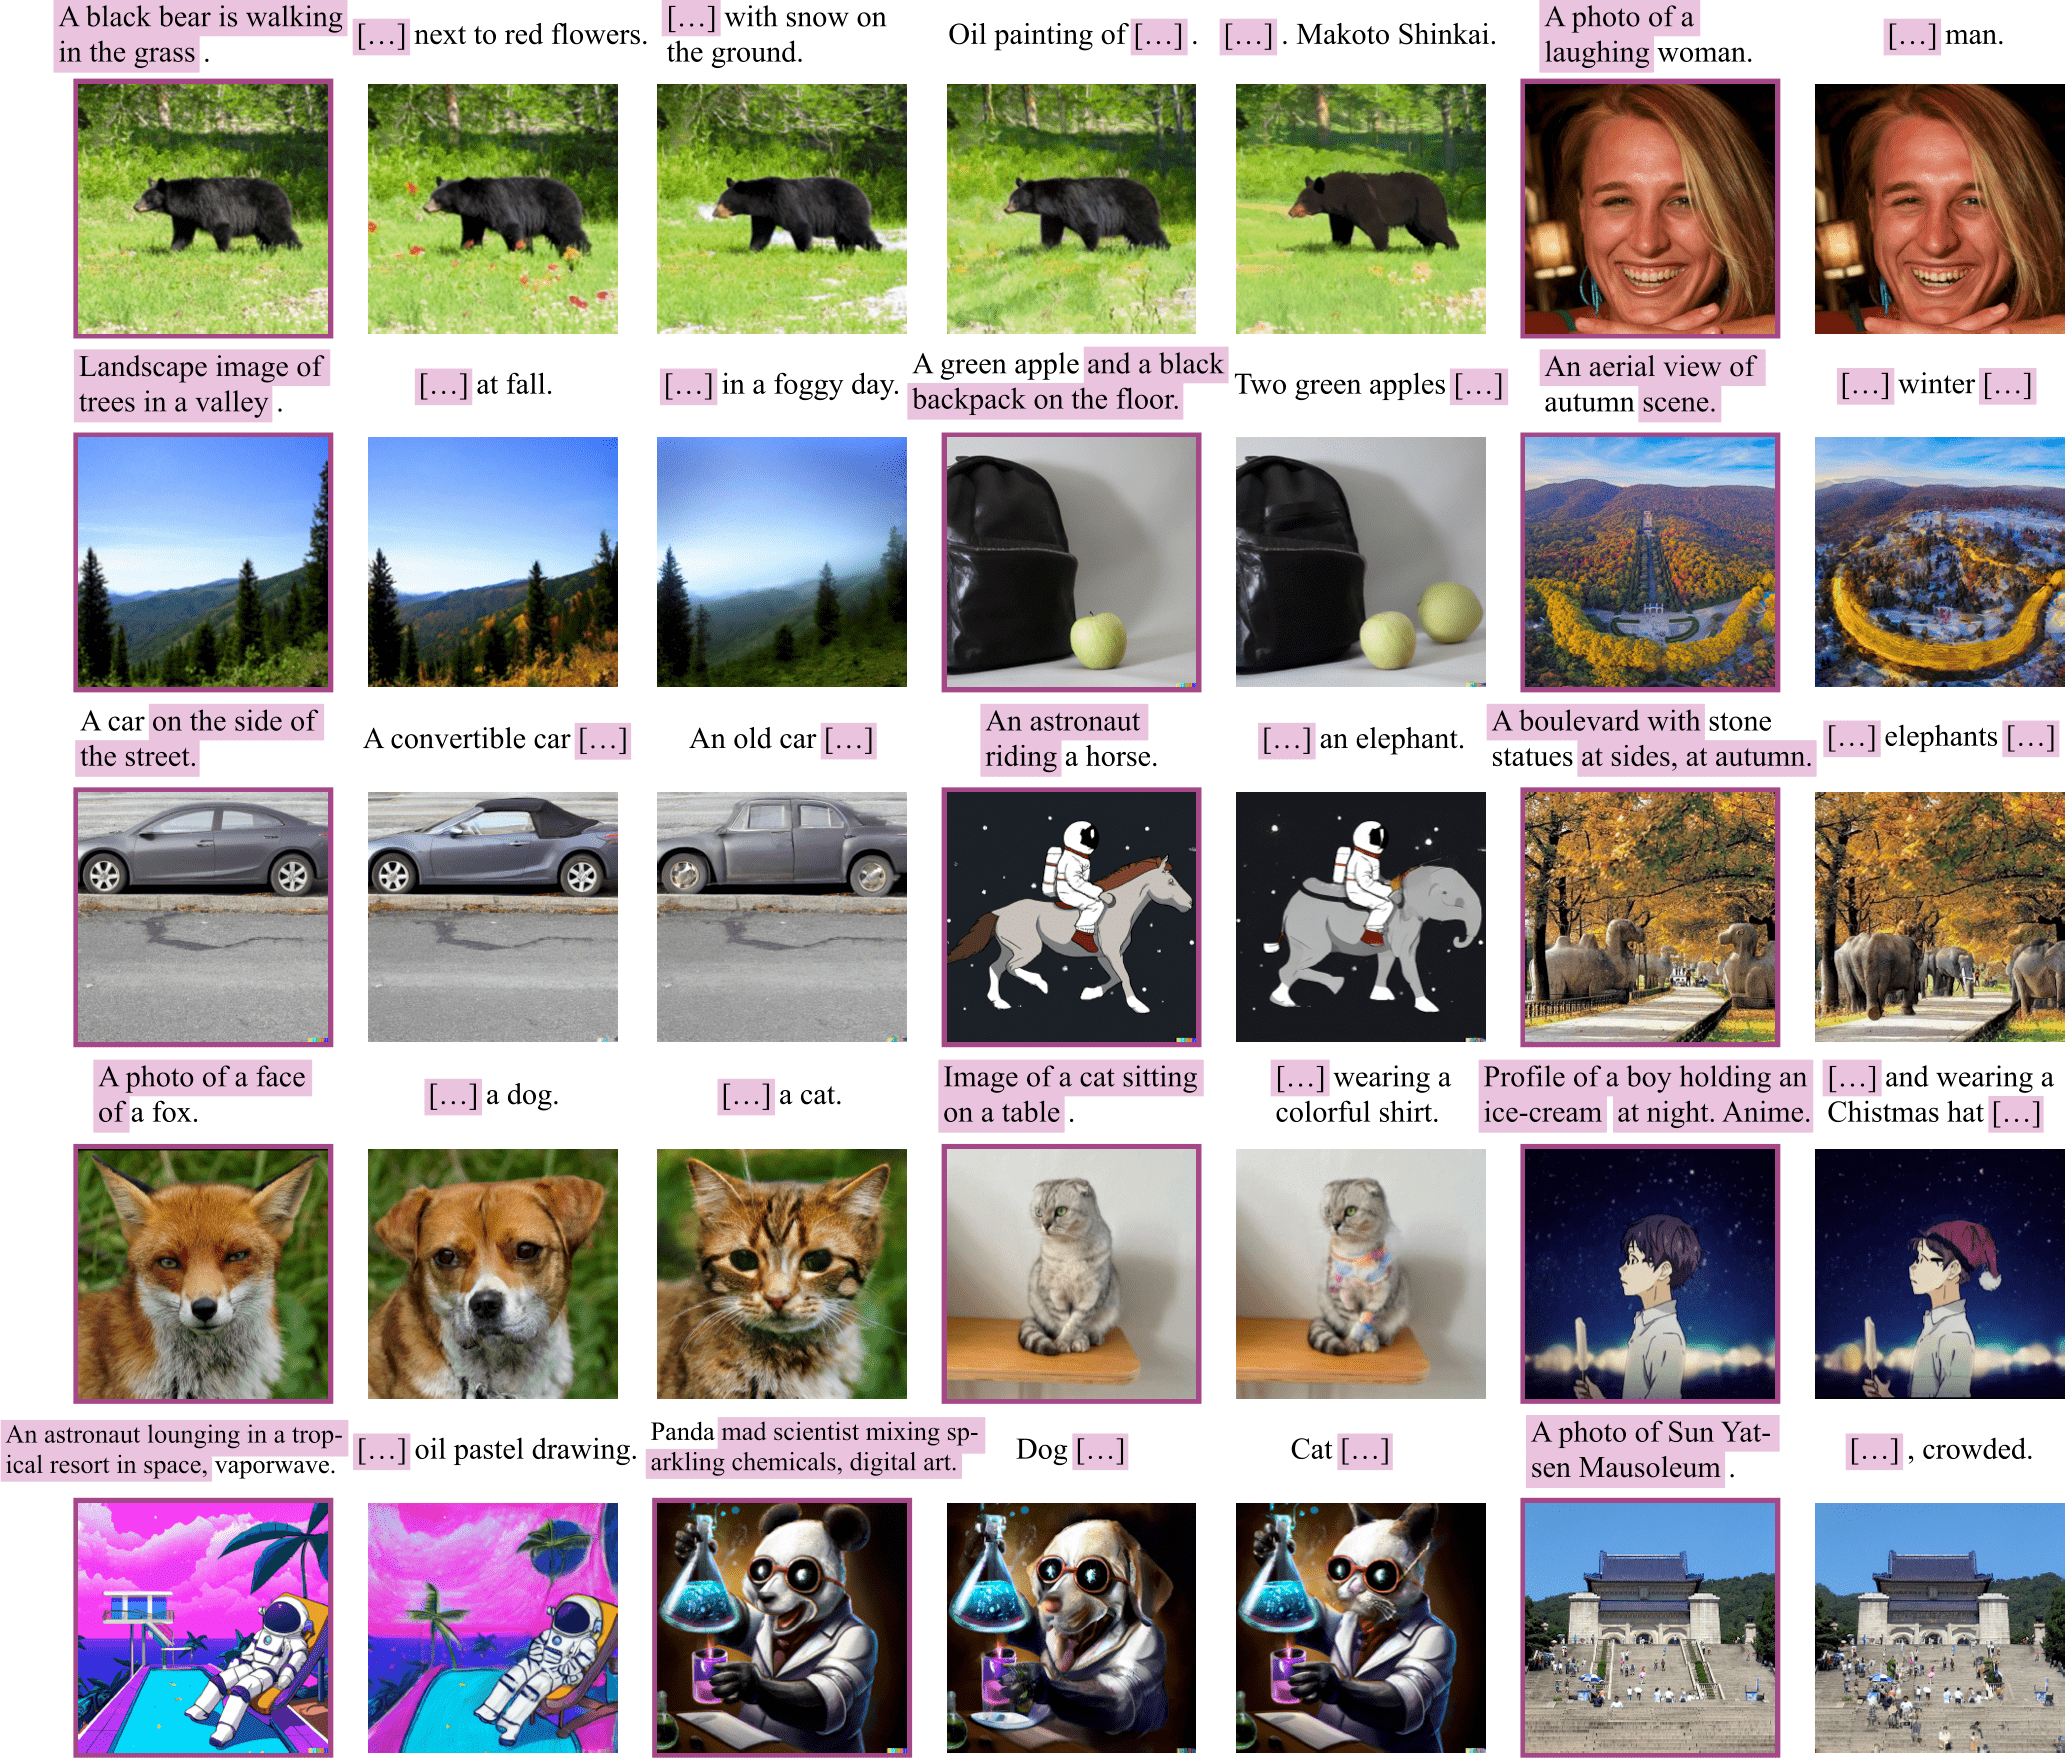 A black bear is walking
in the grass .
[…] next to red flowers.
[…] with snow on
the ground.
Oil painting of […] .
[…] . Makoto Shinkai.
A photo of a
laughing woman.
[…] man.
Landscape image of
trees in a valley .
[…] at fall.
[…] in a foggy day.
A green apple and a black
backpack on the floor.
Two green apples […]
An aerial view of
autumn scene.
[…] winter […]
A car on the side of
the street.
A convertible car […]
An old car […]
An astronaut
riding a horse.
[…] an elephant.
A boulevard with stone
statues at sides, at autumn.
[…] elephants […]
A photo of a face
of a fox.
[…] a dog.
[…] a cat.
Image of a cat sitting
on a table .
[…] wearing a
colorful shirt.
Profile of a boy holding an
ice-cream at night. Anime.
[…] and wearing a
Chistmas hat […]
An astronaut lounging in a trop-
ical resort in space, vaporwave.
[…] oil pastel drawing.
Panda mad scientist mixing sp-
arkling chemicals, digital art.
Dog […]
Cat […]
A photo of Sun Yat-
sen Mausoleum .
[…] , crowded.